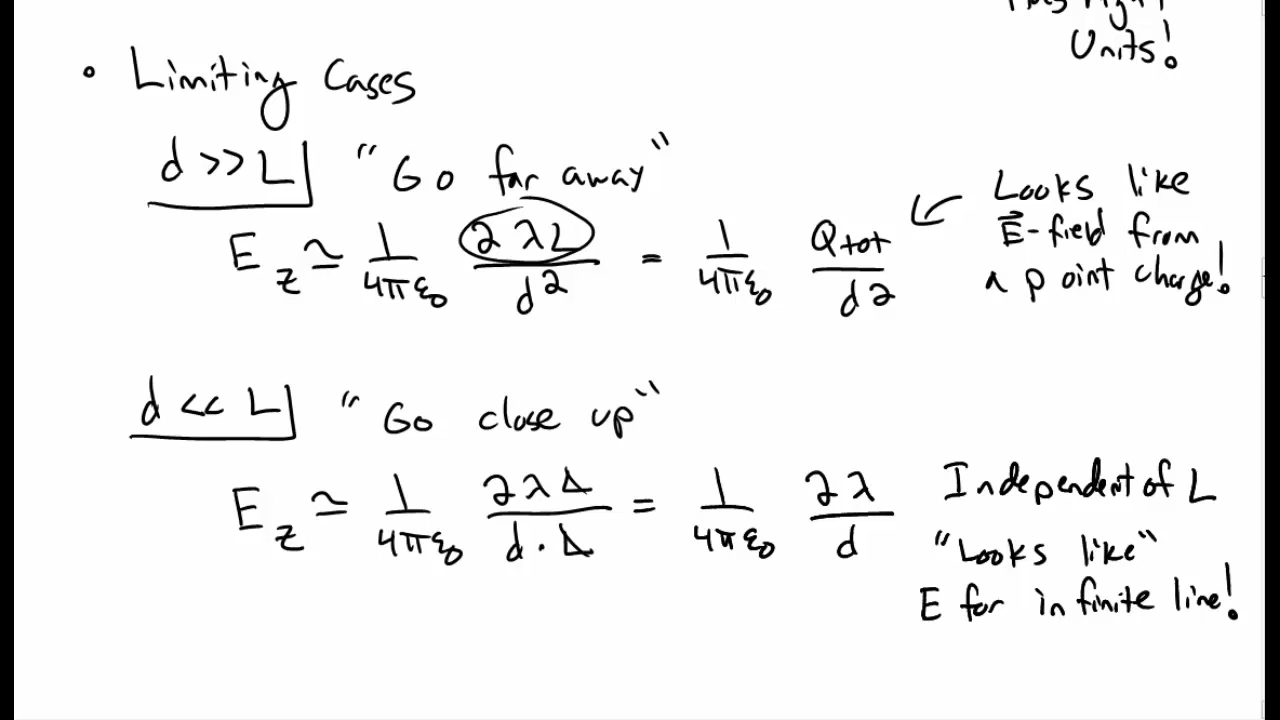 Units!
• Limiting Cases
d >> L "Go far away"
E_z ≃ 1/(4πε₀) 2λL/d² = 1/(4πε₀) Q_tot/d²
Looks like
E⃗-field from
a point charge!
d << L "Go close up"
E_z ≃ 1/(4πε₀) 2λL/(d·L) = 1/(4πε₀) 2λ/d
Independent of L
"Looks like"
E for infinite line!